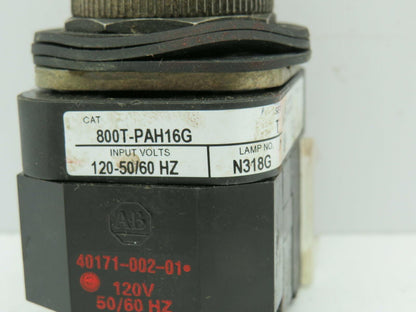 CAT
800T-PAH16G
T
INPUT VOLTS
LAMP NO.
120-50/60 HZ
N318G
AB
40171-002-01
120V
50/60 HZ